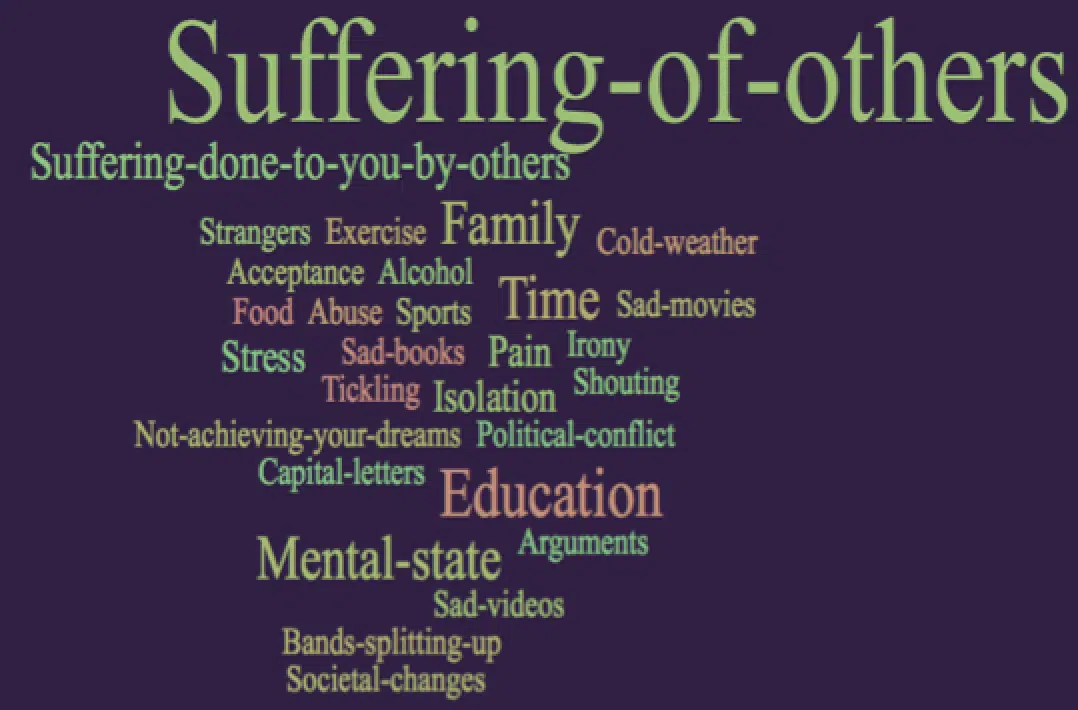 Suffering-of-others
Suffering-done-to-you-by-others
Strangers Exercise Family Cold-weather
Acceptance Alcohol
Food Abuse Sports Time Sad-movies
Stress Sad-books Pain Irony
Tickling Isolation Shouting
Not-achieving-your-dreams Political-conflict
Capital-letters Education
Mental-state Arguments
Sad-videos
Bands-splitting-up
Societal-changes